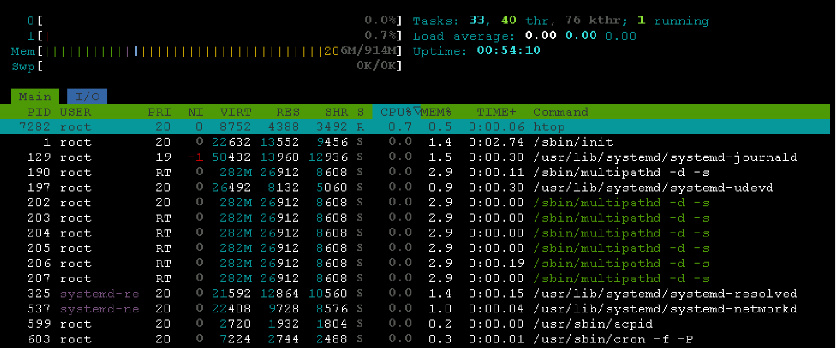 0[ 0.0%] Tasks: 33, 40 thr, 76 kthr; 1 running
1[ 0.7%] Load average: 0.00 0.00 0.00
Mem[||||||||||||||||||||||||||||||||||||206M/914M] Uptime: 00:54:10
Swp[ 0K/0K]
Main I/O
PID USER PRI NI VIRT RES SHR S CPU%▽MEM% TIME+ Command
7282 root 20 0 8752 4388 3492 R 0.7 0.5 0:00.06 htop
1 root 20 0 22632 13552 9456 S 0.0 1.4 0:02.74 /sbin/init
129 root 19 -1 50432 13960 12936 S 0.0 1.5 0:00.30 /usr/lib/systemd/systemd-journald
190 root RT 0 282M 26912 8608 S 0.0 2.9 0:00.11 /sbin/multipathd -d -s
197 root 20 0 26492 8132 5060 S 0.0 0.9 0:00.30 /usr/lib/systemd/systemd-udevd
202 root 20 0 282M 26912 8608 S 0.0 2.9 0:00.00 /sbin/multipathd -d -s
203 root RT 0 282M 26912 8608 S 0.0 2.9 0:00.00 /sbin/multipathd -d -s
204 root RT 0 282M 26912 8608 S 0.0 2.9 0:00.00 /sbin/multipathd -d -s
205 root RT 0 282M 26912 8608 S 0.0 2.9 0:00.00 /sbin/multipathd -d -s
206 root RT 0 282M 26912 8608 S 0.0 2.9 0:00.19 /sbin/multipathd -d -s
207 root RT 0 282M 26912 8608 S 0.0 2.9 0:00.00 /sbin/multipathd -d -s
325 systemd-re 20 0 21592 12864 10560 S 0.0 1.4 0:00.15 /usr/lib/systemd/systemd-resolved
537 systemd-ne 20 0 22408 9728 8576 S 0.0 1.0 0:00.04 /usr/lib/systemd/systemd-networkd
599 root 20 0 2720 1932 1804 S 0.0 0.2 0:00.00 /usr/sbin/acpid
603 root 20 0 7224 2744 2488 S 0.0 0.3 0:00.01 /usr/sbin/cron -f -P